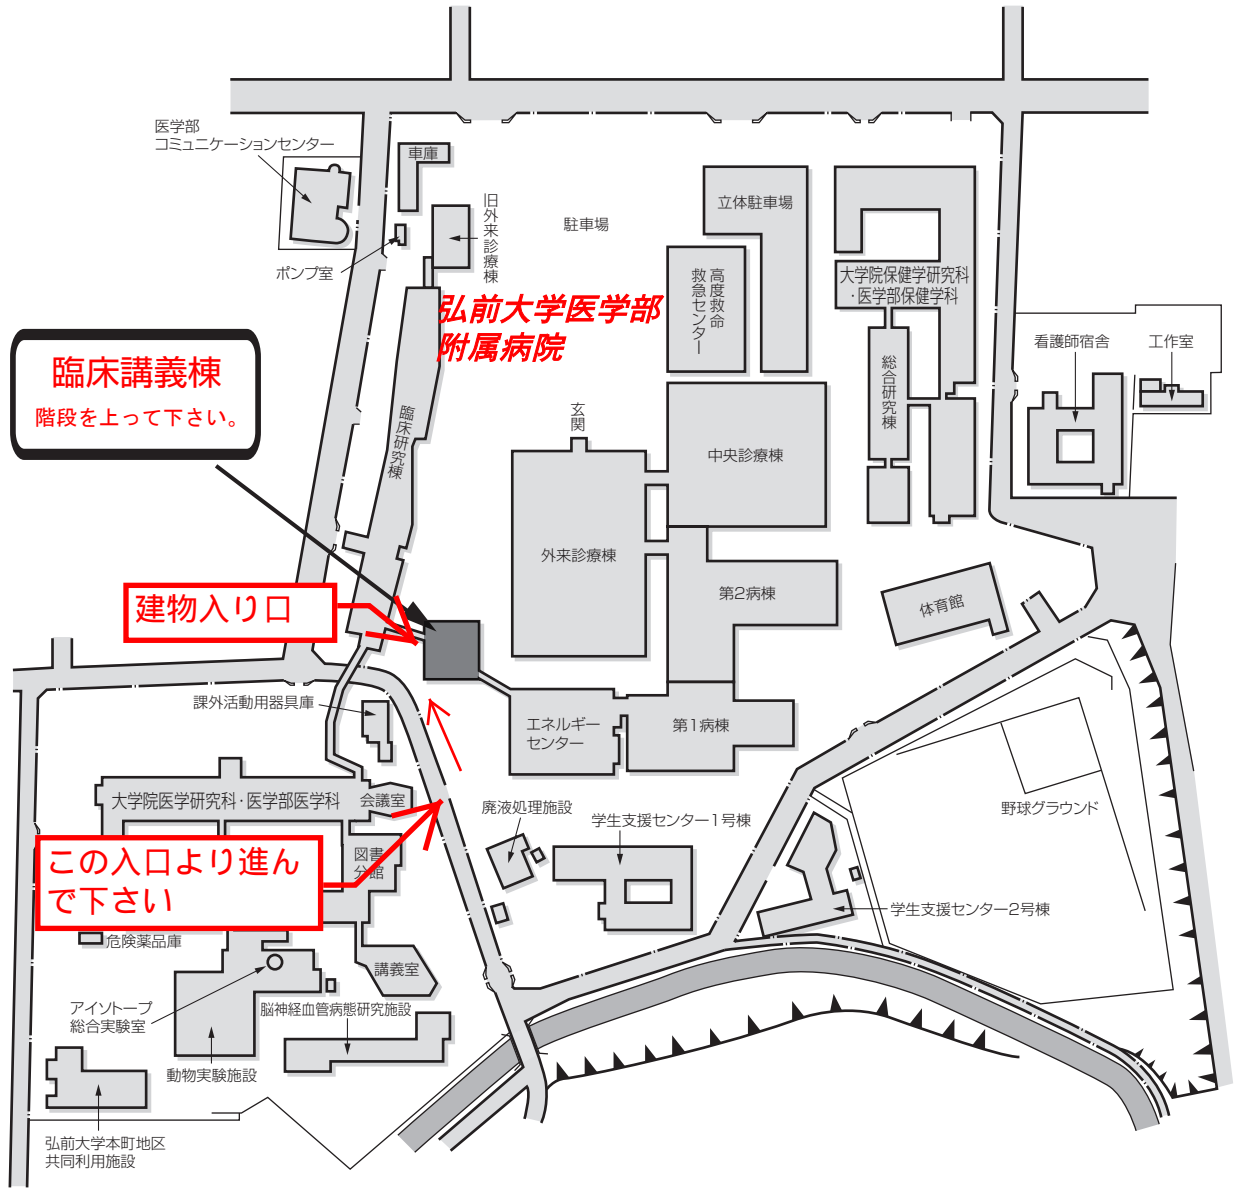 医学部
コミュニケーションセンター
車庫
旧外来診療棟
駐車場
立体駐車場
ポンプ室
高度救命
救急センター
大学院保健学研究科
・医学部保健学科
弘前大学医学部
附属病院
看護師宿舎
工作室
臨床講義棟
階段を上って下さい。
総合研究棟
臨床研究棟
玄関
中央診療棟
外来診療棟
第2病棟
体育館
建物入り口
課外活動用器具庫
エネルギー
センター
第1病棟
大学院医学研究科・医学部医学科
会議室
廃液処理施設
学生支援センター1号棟
野球グラウンド
この入口より進ん
で下さい
図書
分館
学生支援センター2号棟
危険薬品庫
講義室
アイソトープ
総合実験室
脳神経血管病態研究施設
動物実験施設
弘前大学本町地区
共同利用施設